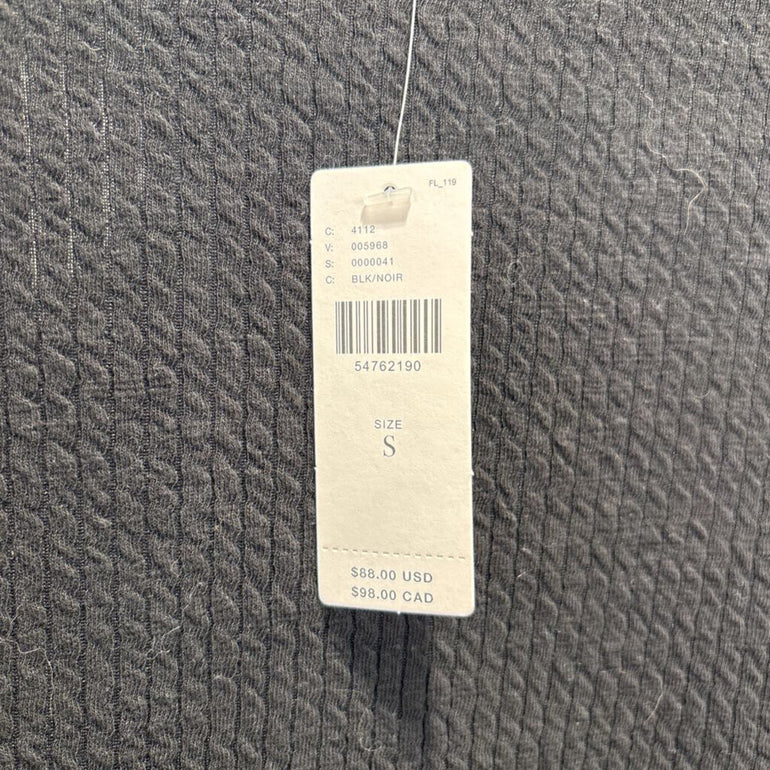 FL_119
C: 4112
V: 005968
S: 0000041
C: BLK/NOIR
54762190
SIZE
S
$88.00 USD
$98.00 CAD